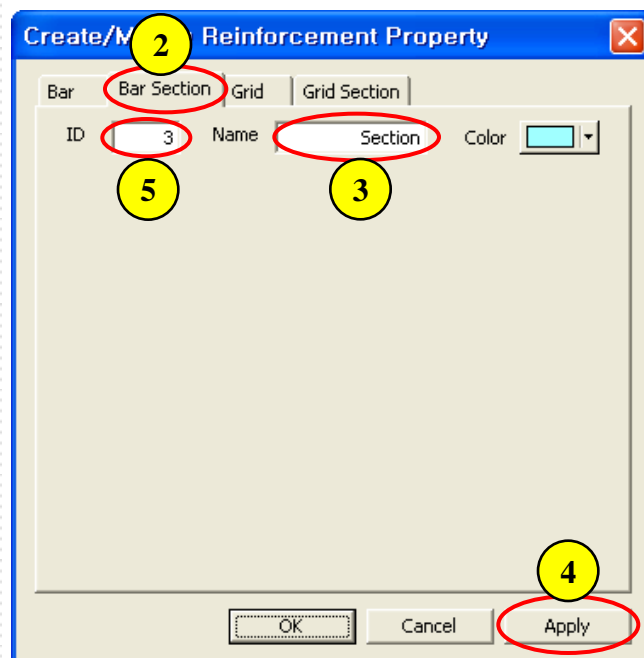 Create/M Reinforcement Property
2
Bar Bar Section Grid Grid Section
ID 3 Name Section Color
5 3
4
OK Cancel Apply